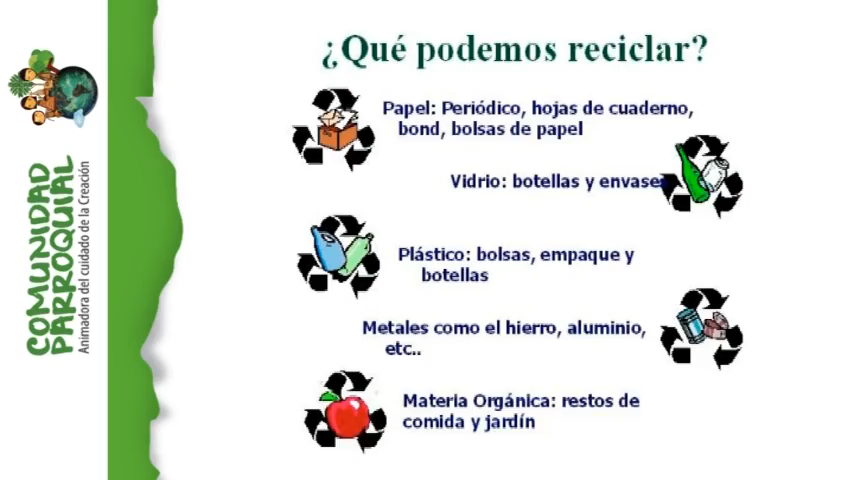 ¿Qué podemos reciclar?
Papel: Periódico, hojas de cuaderno,
bond, bolsas de papel
Vidrio: botellas y envases
Plástico: bolsas, empaque y
botellas
Metales como el hierro, aluminio,
etc..
Materia Orgánica: restos de
comida y jardín
COMUNIDAD
PARROQUIAL
Animadora del cuidado de la Creación